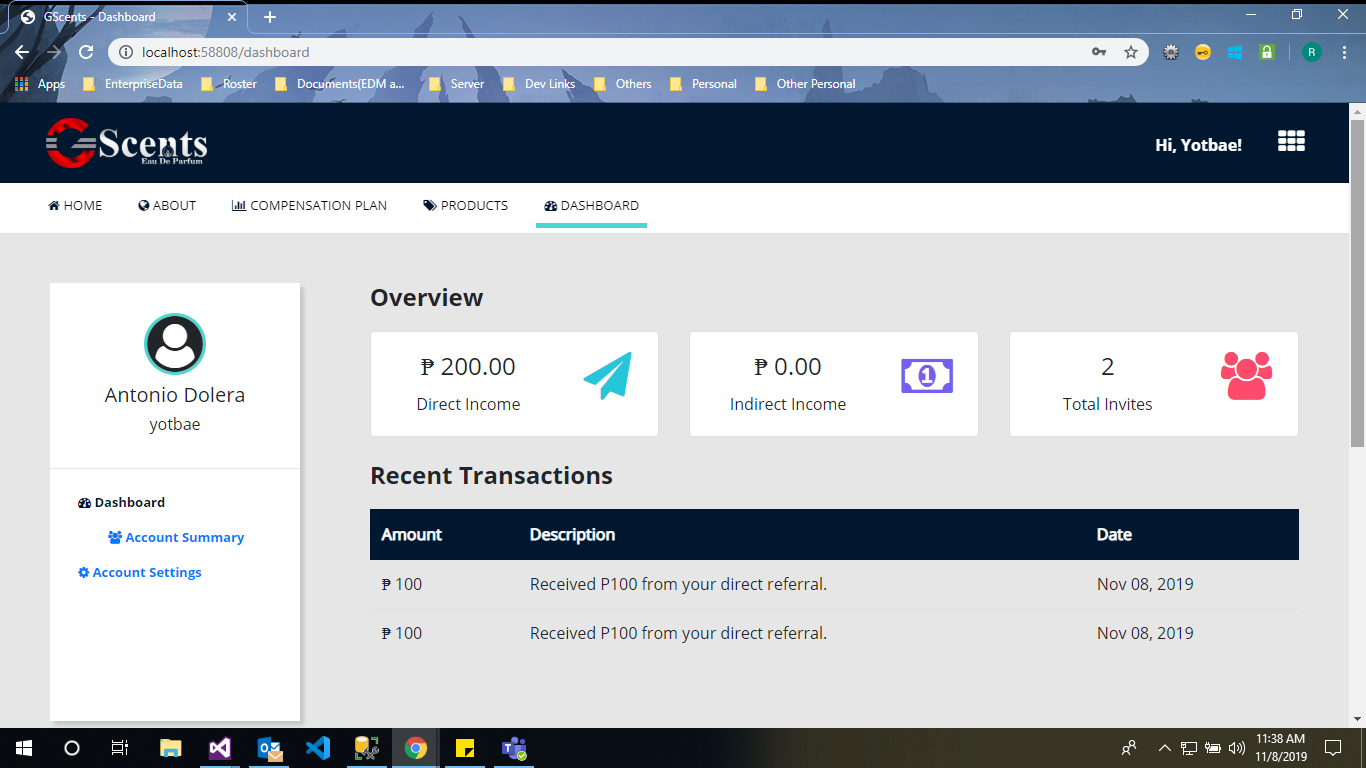 GScents - Dashboard
localhost:58808/dashboard
R
Apps EnterpriseData Roster Documents(EDM a... Server Dev Links Others Personal Other Personal
GScents
Eau De Parfum
Hi, Yotbae!
HOME ABOUT COMPENSATION PLAN PRODUCTS DASHBOARD
Antonio Dolera
yotbae
Dashboard
Account Summary
Account Settings
Overview
₱ 200.00
Direct Income
₱ 0.00
Indirect Income
1
2
Total Invites
Recent Transactions
Amount Description Date
₱ 100 Received P100 from your direct referral. Nov 08, 2019
₱ 100 Received P100 from your direct referral. Nov 08, 2019
11:38 AM
11/8/2019